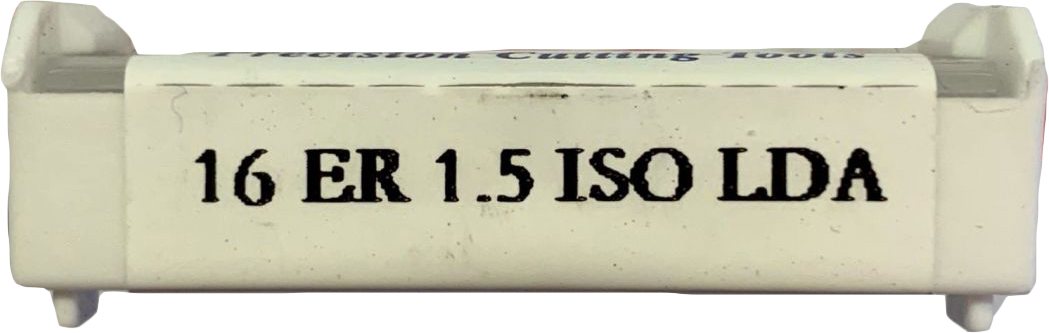 Precision Cutting Tools
16 ER 1.5 ISO LDA